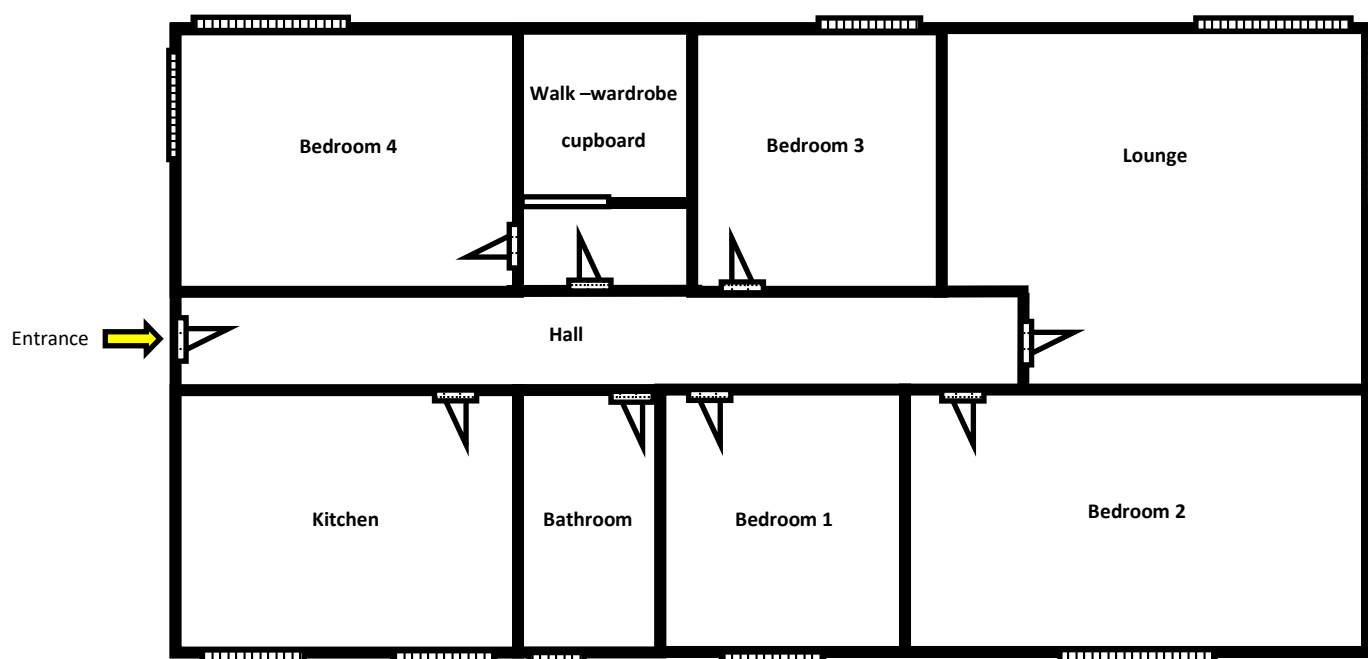 Walk –wardrobe
cupboard
Bedroom 4
Bedroom 3
Lounge
Entrance
Hall
Kitchen
Bathroom
Bedroom 1
Bedroom 2